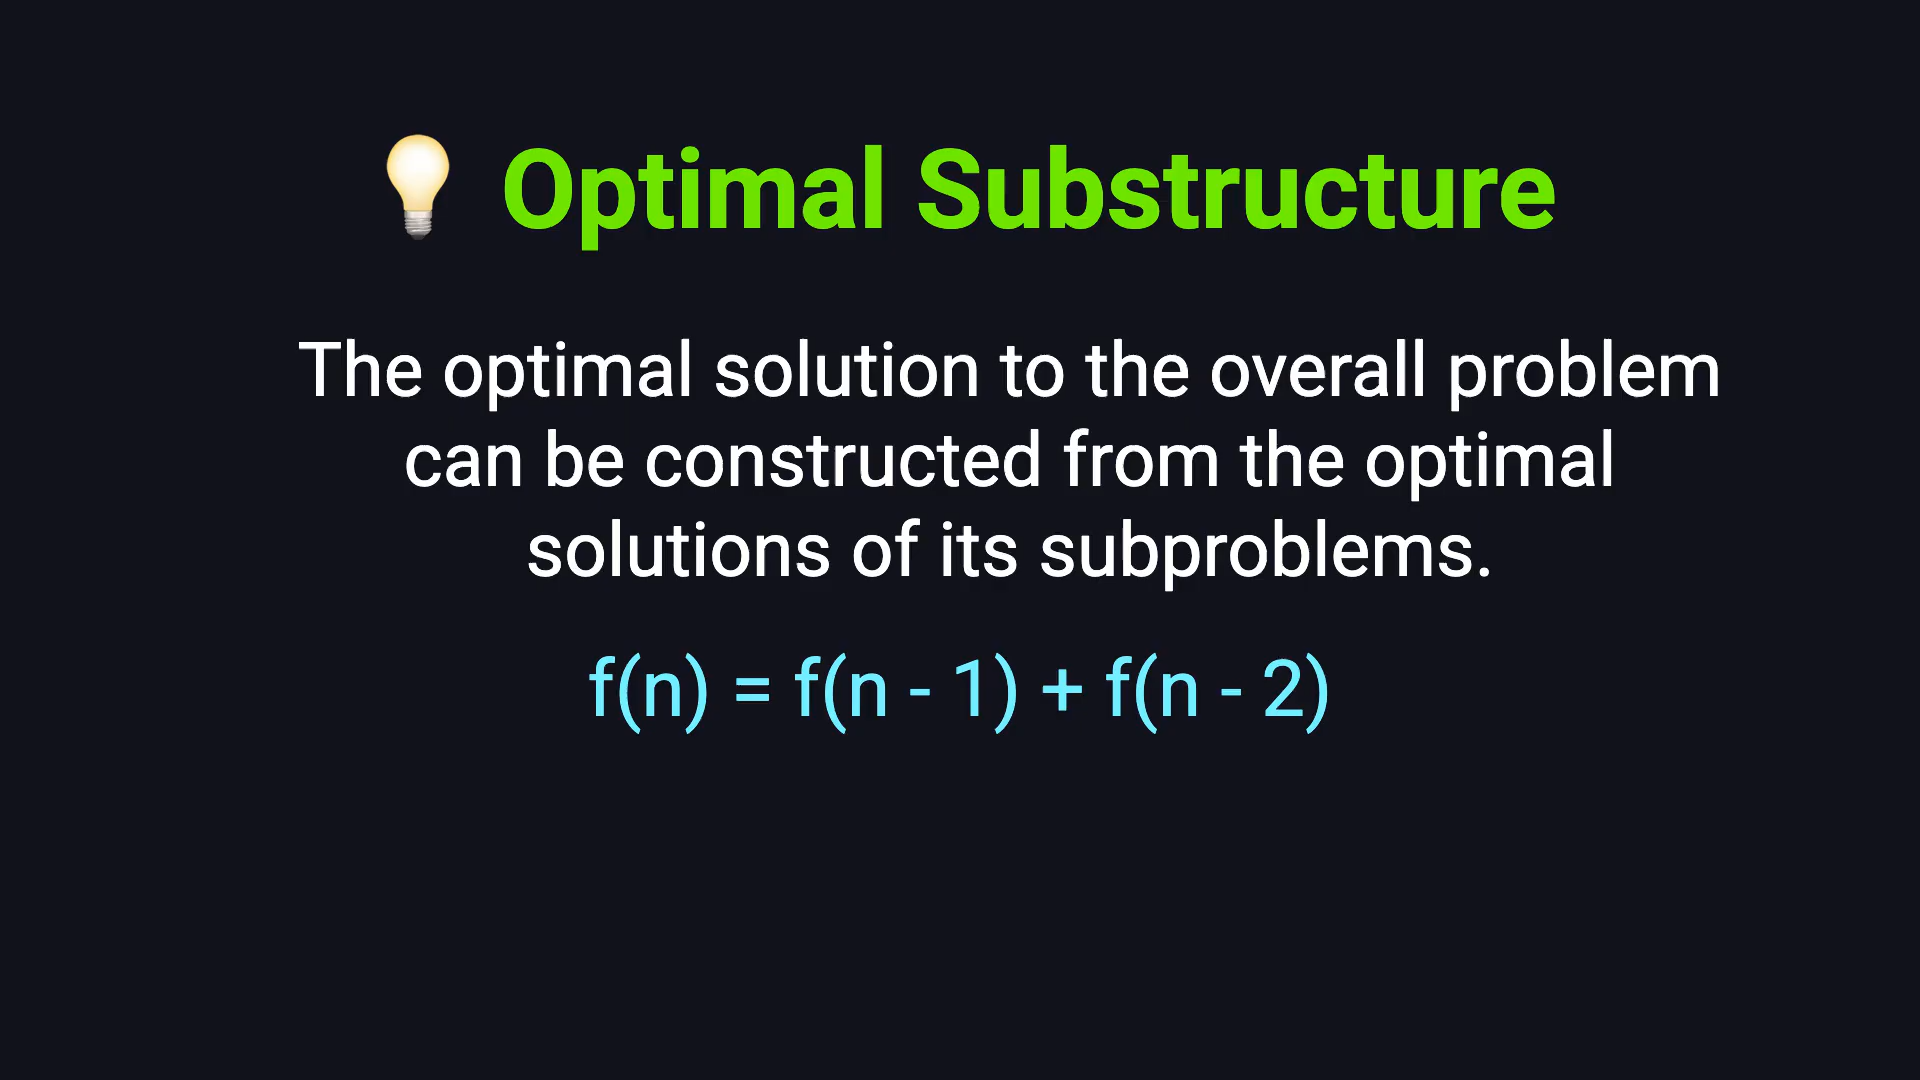 Optimal Substructure
The optimal solution to the overall problem
can be constructed from the optimal
solutions of its subproblems.
f(n) = f(n - 1) + f(n - 2)